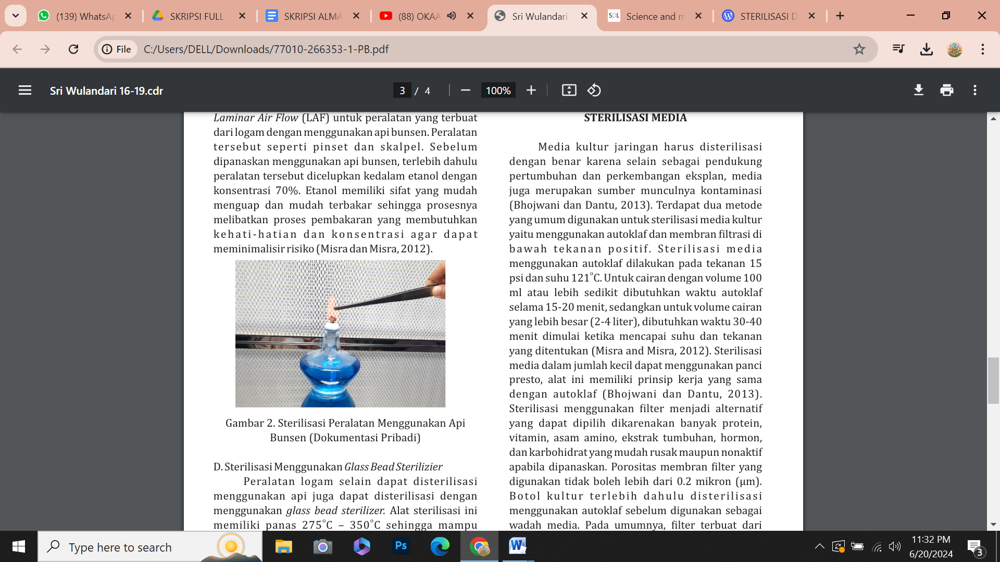 (139) WhatsAp
SKRIPSI FULL
SKRIPSI ALMA
(88) OKAA
Sri Wulandari
Science and m
STERILISASI D
File
C:/Users/DELL/Downloads/77010-266353-1-PB.pdf
Sri Wulandari 16-19.cdr
3 / 4
100%
Laminar Air Flow (LAF) untuk peralatan yang terbuat
dari logam dengan menggunakan api bunsen. Peralatan
tersebut seperti pinset dan skalpel. Sebelum
dipanaskan menggunakan api bunsen, terlebih dahulu
peralatan tersebut dicelupkan kedalam etanol dengan
konsentrasi 70%. Etanol memiliki sifat yang mudah
menguap dan mudah terbakar sehingga prosesnya
melibatkan proses pembakaran yang membutuhkan
kehati-hatian dan konsentrasi agar dapat
meminimalisir risiko (Misra dan Misra, 2012).
Gambar 2. Sterilisasi Peralatan Menggunakan Api
Bunsen (Dokumentasi Pribadi)
D. Sterilisasi Menggunakan Glass Bead Sterilizier
Peralatan logam selain dapat disterilisasi
menggunakan api juga dapat disterilisasi dengan
menggunakan glass bead sterilizer. Alat sterilisasi ini
memiliki panas 275°C – 350°C sehingga mampu
STERILISASI MEDIA
Media kultur jaringan harus disterilisasi
dengan benar karena selain sebagai pendukung
pertumbuhan dan perkembangan eksplan, media
juga merupakan sumber munculnya kontaminasi
(Bhojwani dan Dantu, 2013). Terdapat dua metode
yang umum digunakan untuk sterilisasi media kultur
yaitu menggunakan autoklaf dan membran filtrasi di
bawah tekanan positif. Sterilisasi media
menggunakan autoklaf dilakukan pada tekanan 15
psi dan suhu 121°C. Untuk cairan dengan volume 100
ml atau lebih sedikit dibutuhkan waktu autoklaf
selama 15-20 menit, sedangkan untuk volume cairan
yang lebih besar (2-4 liter), dibutuhkan waktu 30-40
menit dimulai ketika mencapai suhu dan tekanan
yang ditentukan (Misra and Misra, 2012). Sterilisasi
media dalam jumlah kecil dapat menggunakan panci
presto, alat ini memiliki prinsip kerja yang sama
dengan autoklaf (Bhojwani dan Dantu, 2013).
Sterilisasi menggunakan filter menjadi alternatif
yang dapat dipilih dikarenakan banyak protein,
vitamin, asam amino, ekstrak tumbuhan, hormon,
dan karbohidrat yang mudah rusak maupun nonaktif
apabila dipanaskan. Porositas membran filter yang
digunakan tidak boleh lebih dari 0.2 mikron (µm).
Botol kultur terlebih dahulu disterilisasi
menggunakan autoklaf sebelum digunakan sebagai
wadah media. Pada umumnya, filter terbuat dari
Type here to search
Ps
11:32 PM
6/20/2024
3